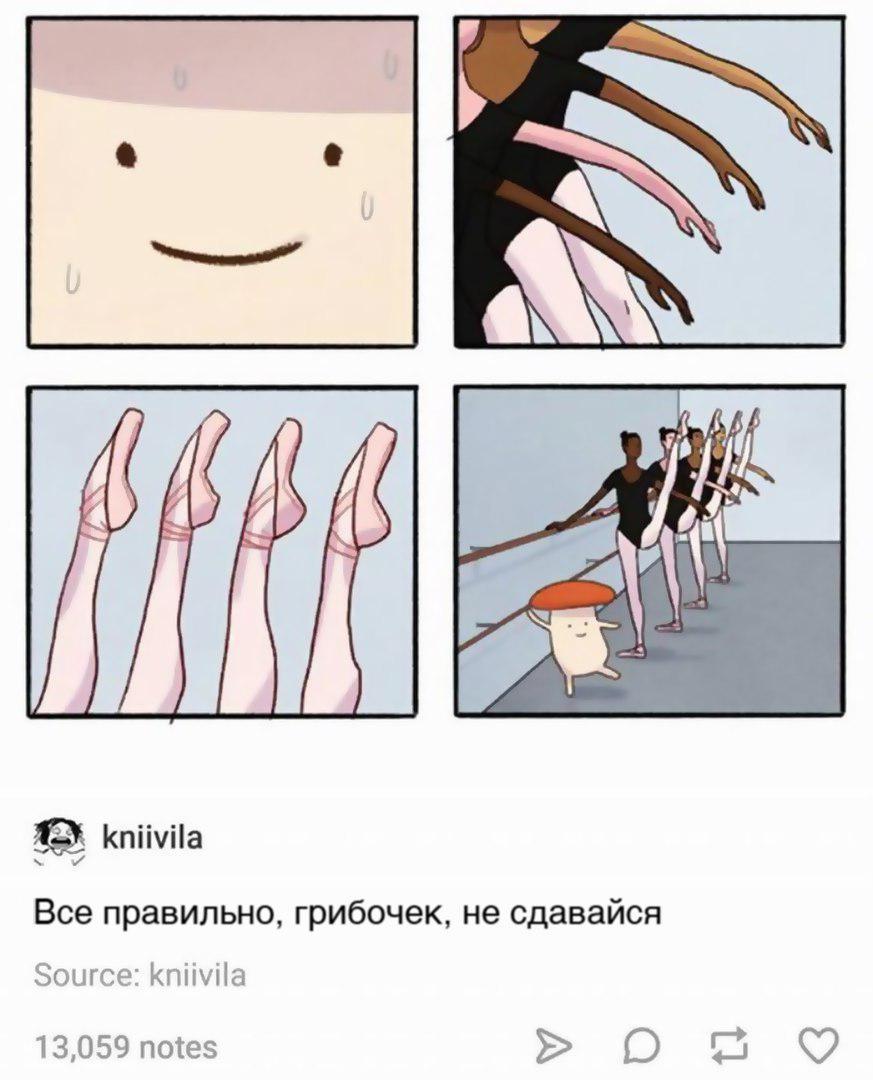 kniivila
Все правильно, грибочек, не сдавайся
Source: kniivila
13,059 notes